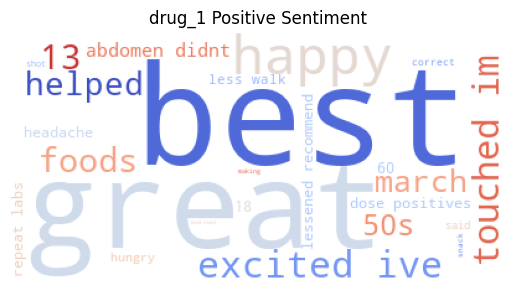 drug_1 Positive Sentiment
13
abdomen didnt
happy
shot
correct
helped
less walk
best
touched im
headache
lessened recommend
foods
making
60
march
great
repeat labs
18
dose positives
50s
said
hungry
snack
excited ive